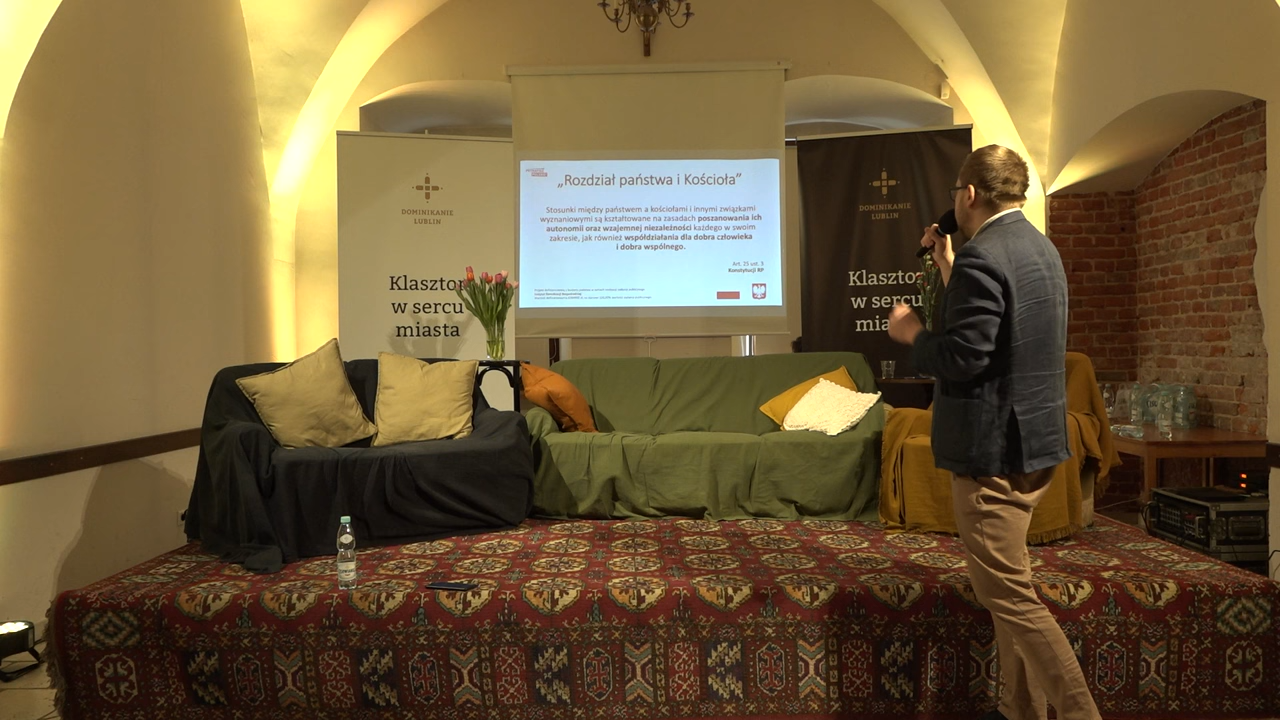 DOMINIKANIE
LUBLIN
Klasztor
w sercu
miasta
„Rozdział państwa i Kościoła”
Stosunki między państwem a kościołami i innymi związkami
wyznaniowymi są kształtowane na zasadach poszanowania ich
autonomii oraz wzajemnej niezależności każdego w swoim
zakresie, jak również współdziałania dla dobra człowieka
i dobra wspólnego.
Art. 25 ust. 3
Konstytucji RP
DOMINIKANIE
LUBLIN
Klaszto
w sercu
mia